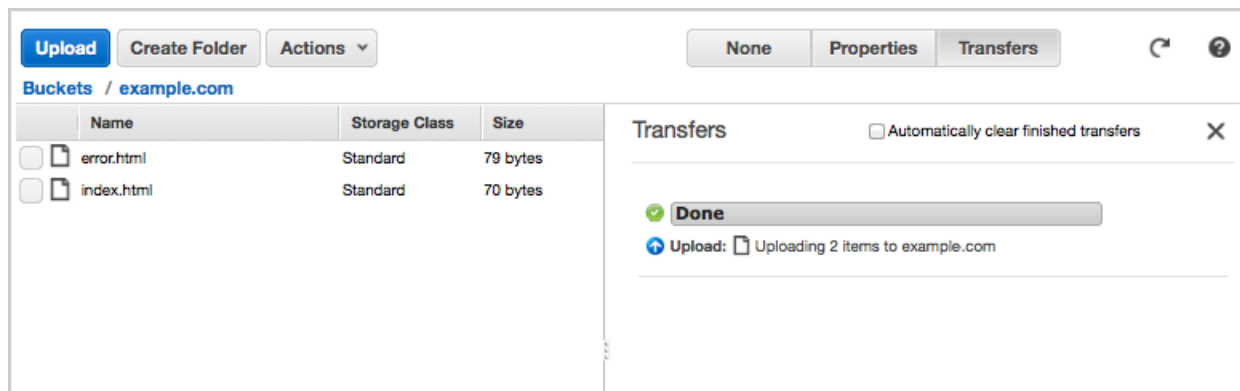 Upload Create Folder Actions None Properties Transfers
Buckets / example.com
Name Storage Class Size
error.html Standard 79 bytes
index.html Standard 70 bytes
Transfers Automatically clear finished transfers
Done
Upload: Uploading 2 items to example.com